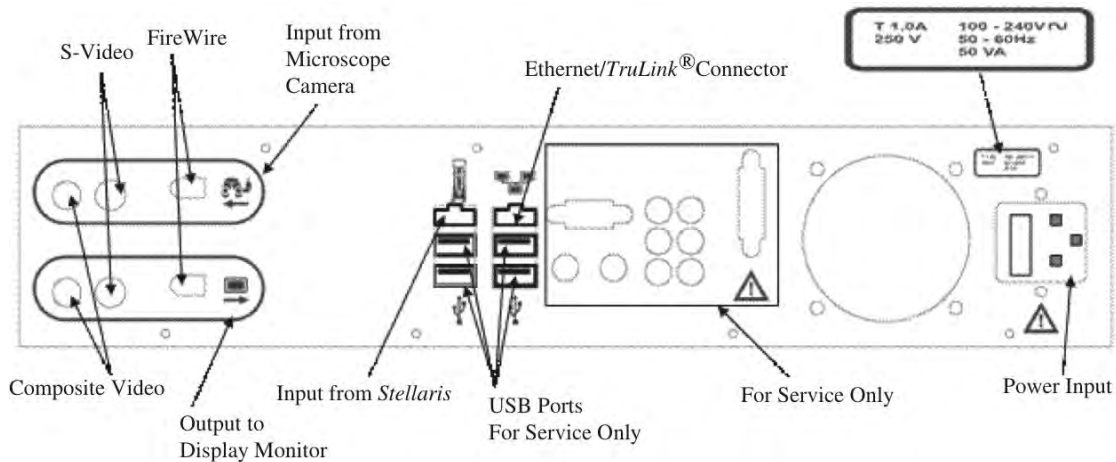 S-Video
FireWire
Input from
Microscope
Camera
Ethernet/TruLink®Connector
T 1,0A 100 - 240V
250 V 50 - 60Hz
50 VA
Composite Video
Output to
Display Monitor
Input from Stellaris
USB Ports
For Service Only
For Service Only
Power Input